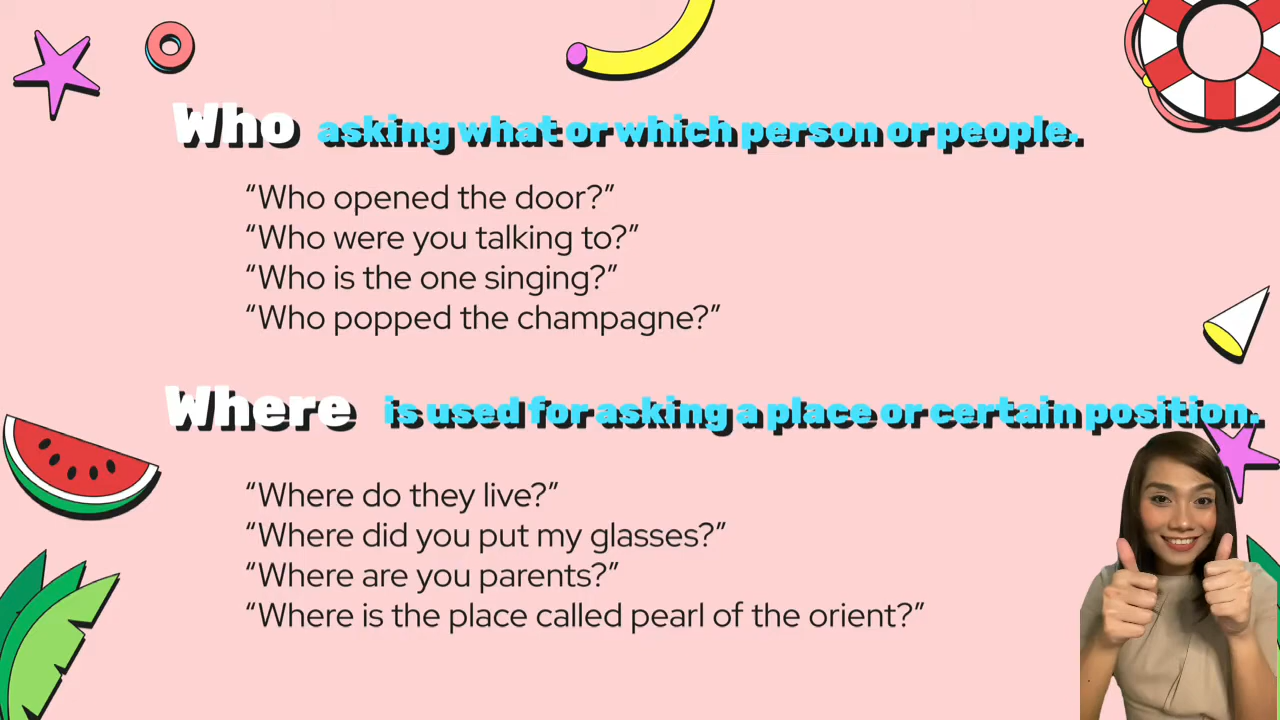 Who asking what or which person or people.
“Who opened the door?”
“Who were you talking to?”
“Who is the one singing?”
“Who popped the champagne?”
Where is used for asking a place or certain position.
“Where do they live?”
“Where did you put my glasses?”
“Where are you parents?”
“Where is the place called pearl of the orient?”